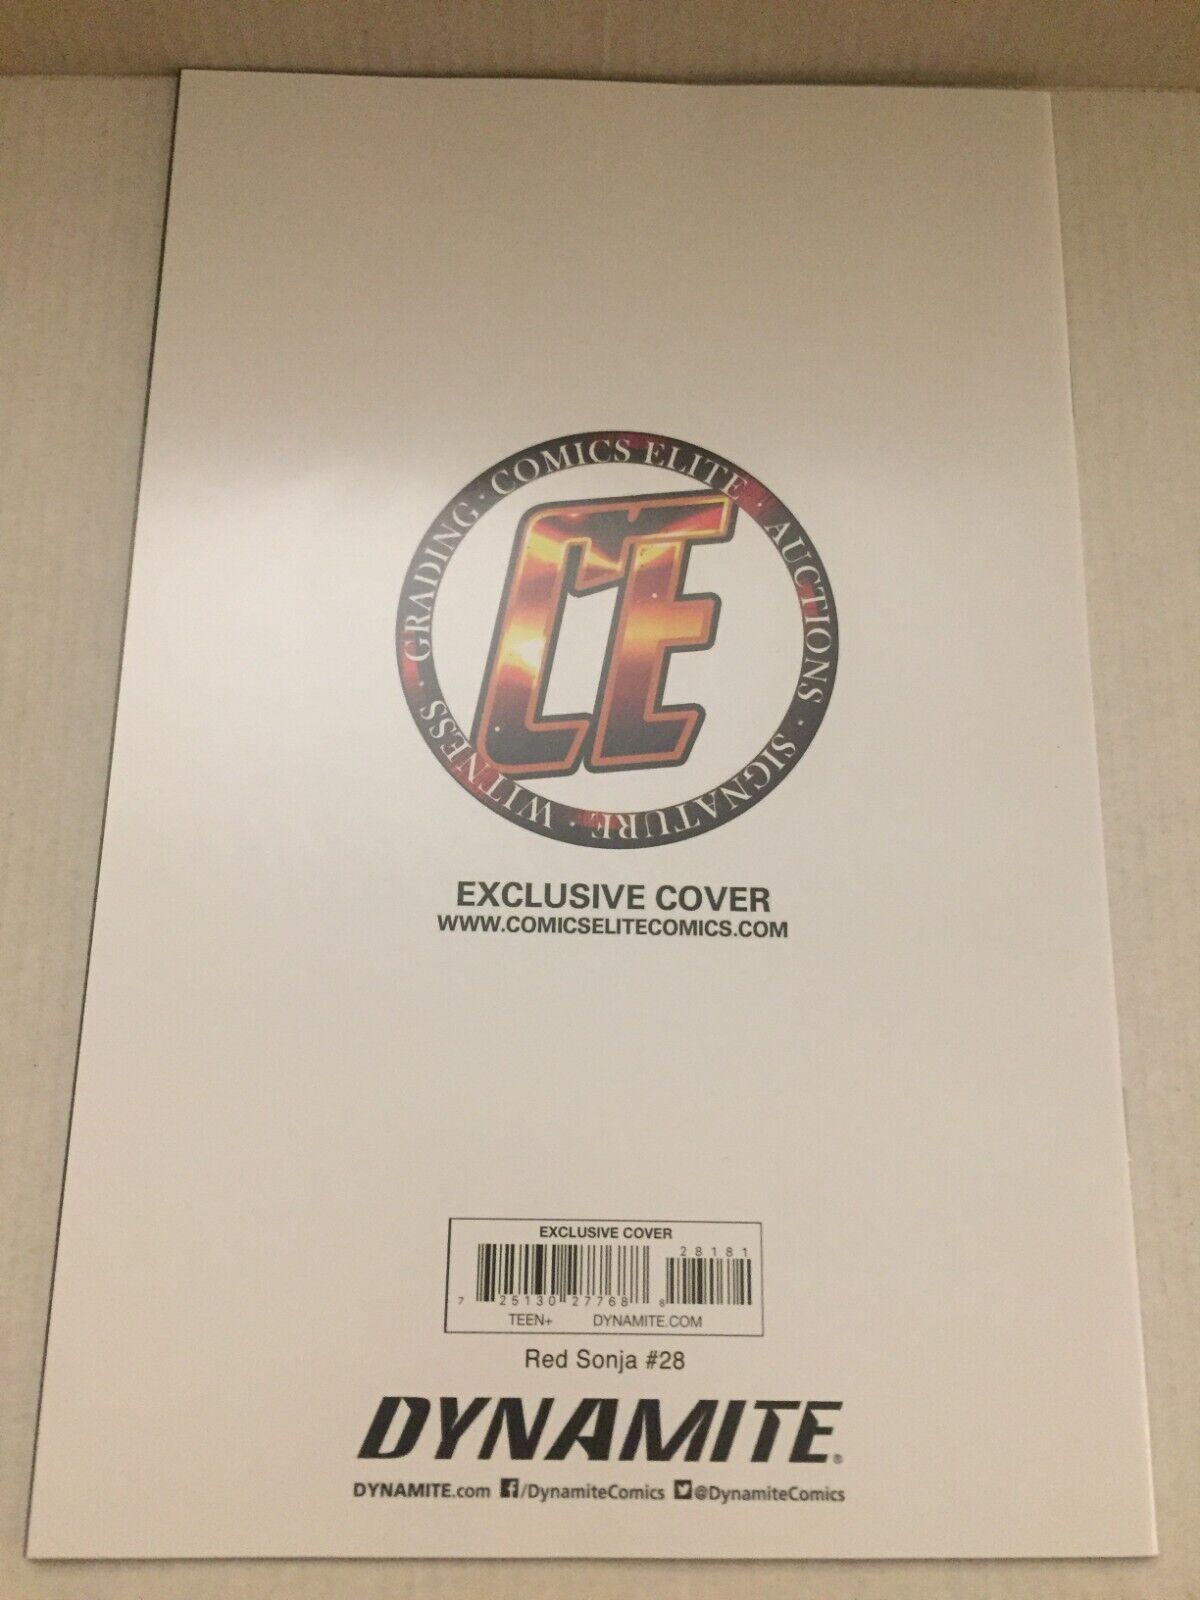 COMICS ELITE · AUCTIONS · SIGNATURE · WITNESS · GRADING ·
CE
EXCLUSIVE COVER
WWW.COMICSELITECOMICS.COM
EXCLUSIVE COVER
28181
7 25130 27768 8
TEEN+ DYNAMITE.COM
Red Sonja #28
DYNAMITE®
DYNAMITE.com f/DynamiteComics @DynamiteComics